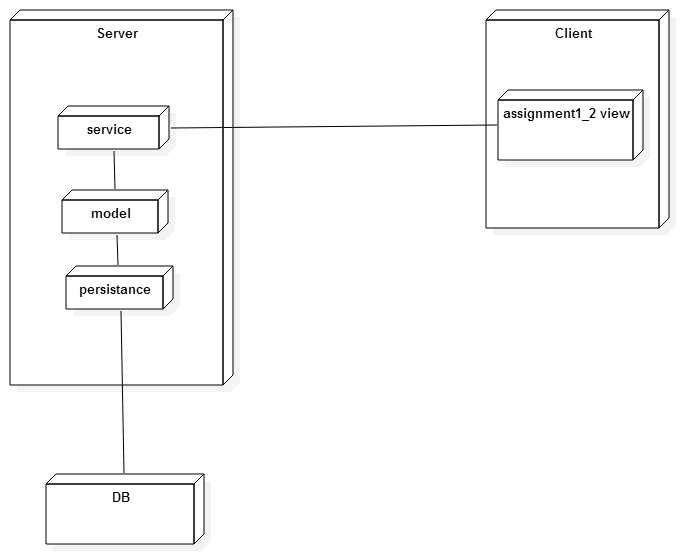 Server
Client
assignment1_2 view
service
model
persistance
DB